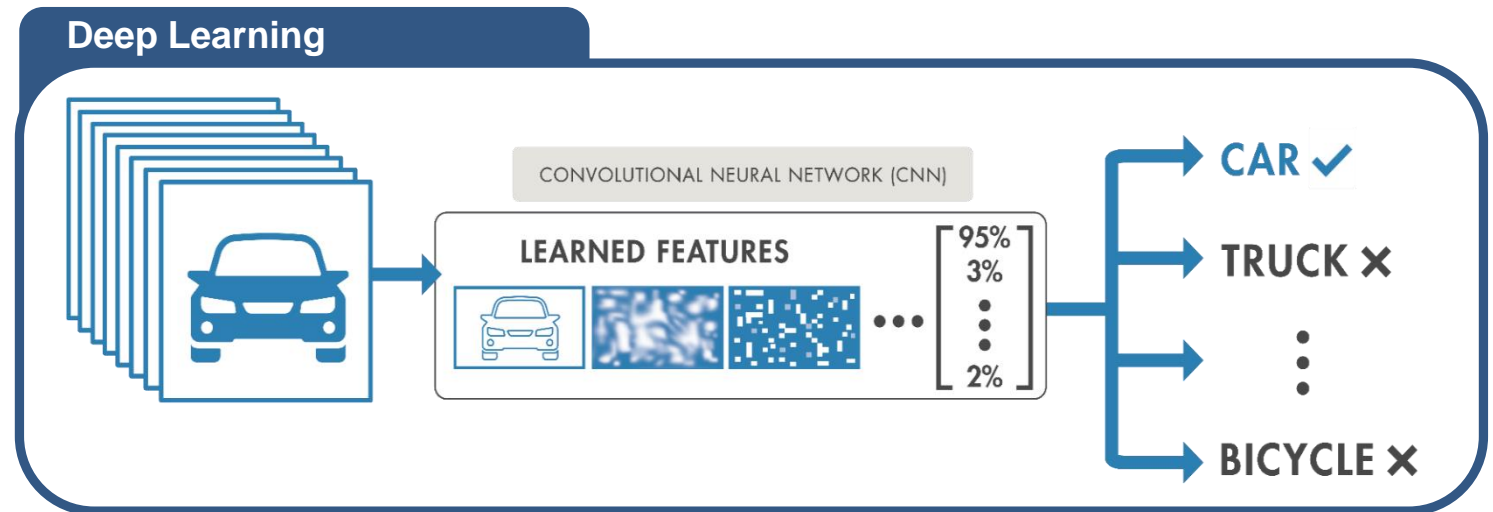 Deep Learning
CONVOLUTIONAL NEURAL NETWORK (CNN)
LEARNED FEATURES
95%
3%
2%
CAR
TRUCK
BICYCLE